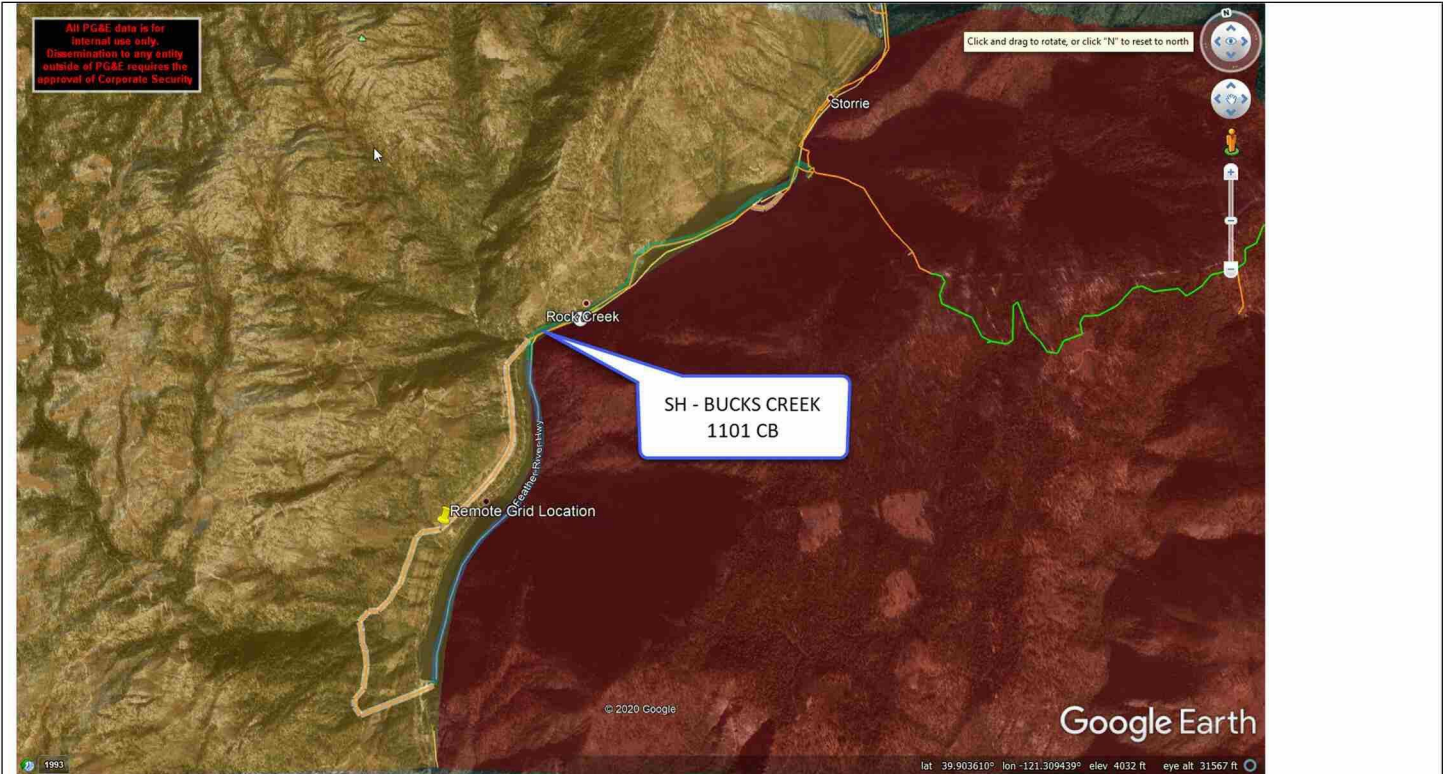 All PG&E data is for
internal use only.
Dissemination to any entity
outside of PG&E requires the
approval of Corporate Security
Click and drag to rotate, or click "N" to reset to north
N
Storrie
Rock Creek
SH - BUCKS CREEK
1101 CB
Feather River Hwy
Remote Grid Location
© 2020 Google
Google Earth
1993
lat 39.903610° lon -121.309439° elev 4032 ft eye alt 31567 ft